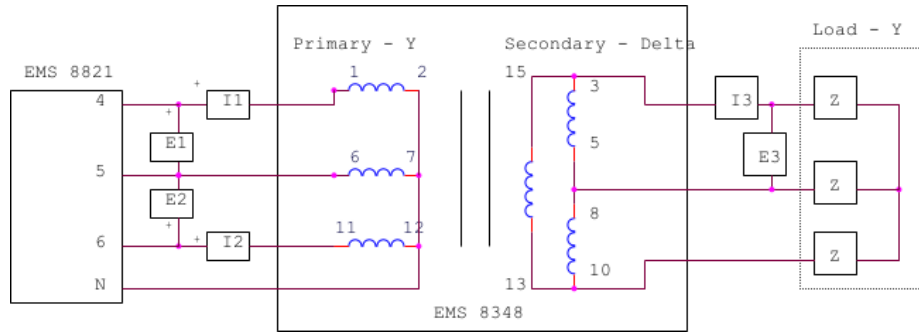 Load - Y
Primary - Y
Secondary - Delta
EMS 8821
1 2
15
3
4
+
I1
+
I3
Z
E1
5
E3
6 7
5
Z
E2
8
+
11 12
6
+
I2
Z
10
N
13
EMS 8348